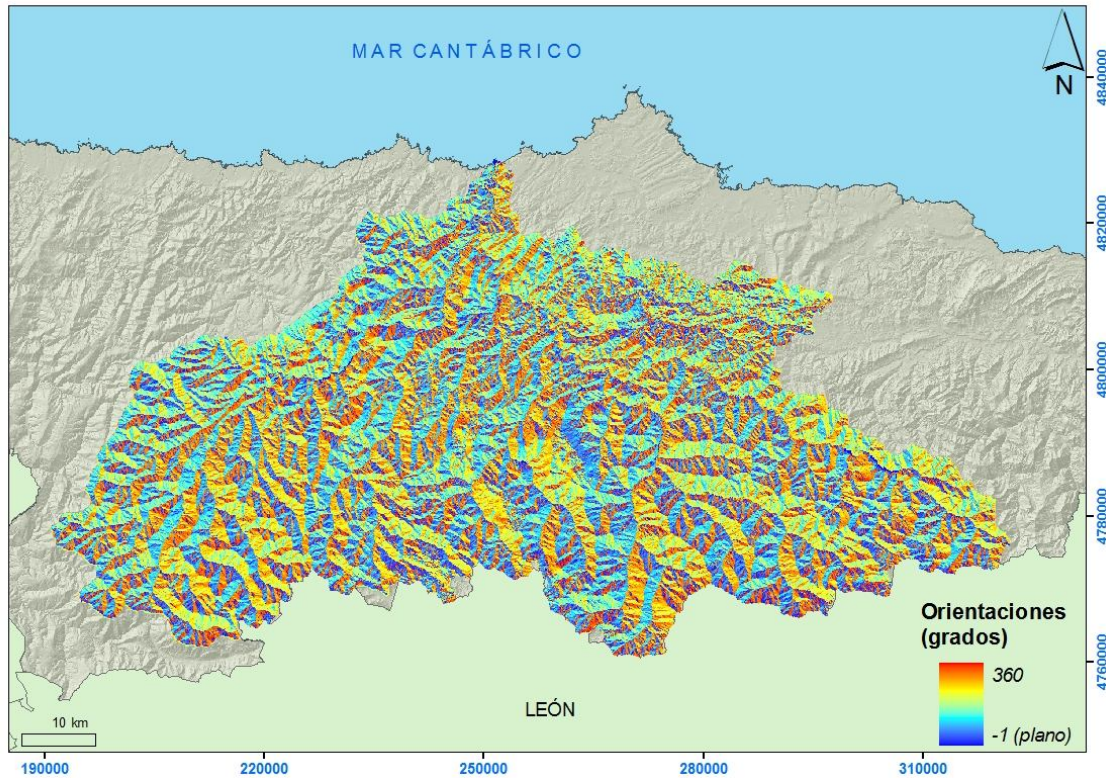 MAR CANTÁBRICO
N
4840000
4820000
4800000
4780000
4760000
Orientaciones
(grados)
360
-1 (plano)
LEÓN
10 km
190000 220000 250000 280000 310000